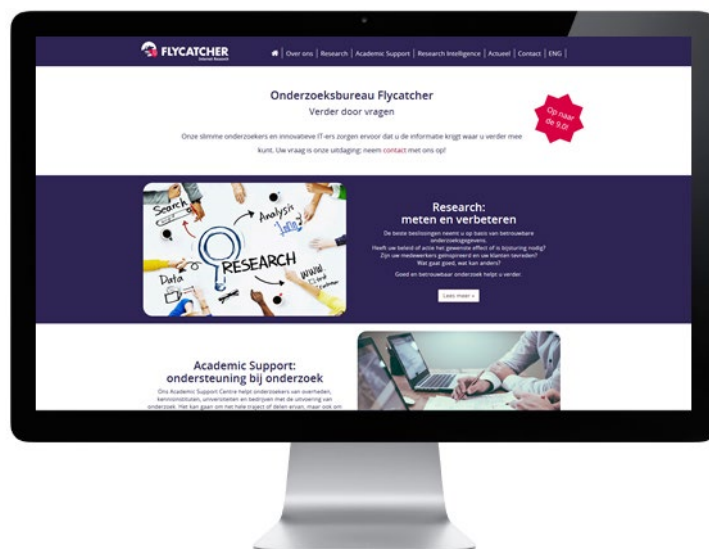 FLYCATCHER
Internet Research
Over ons | Research | Academic Support | Research Intelligence | Actueel | Contact | ENG |
Onderzoeksbureau Flycatcher
Verder door vragen
Op naar
de 9.0!
Onze slimme onderzoekers en innovatieve IT-ers zorgen ervoor dat u de informatie krijgt waar u verder mee
kunt. Uw vraag is onze uitdaging; neem contact met ons op!
Search
Analysis
Info
RESEARCH
Data
www.
Research:
meten en verbeteren
De beste beslissingen neemt u op basis van betrouwbare
onderzoeksgegevens.
Heeft uw beleid of actie het gewenste effect of is bijsturing nodig?
Zijn uw medewerkers geïnspireerd en uw klanten tevreden?
Wat gaat goed, wat kan anders?
Goed en betrouwbaar onderzoek helpt u verder.
Lees meer »
Academic Support:
ondersteuning bij onderzoek
Ons Academic Support Centre helpt onderzoekers van overheden,
kennisinstituten, universiteiten en bedrijven met de uitvoering van
onderzoek. Het kan gaan om het hele traject of delen ervan, maar ook om